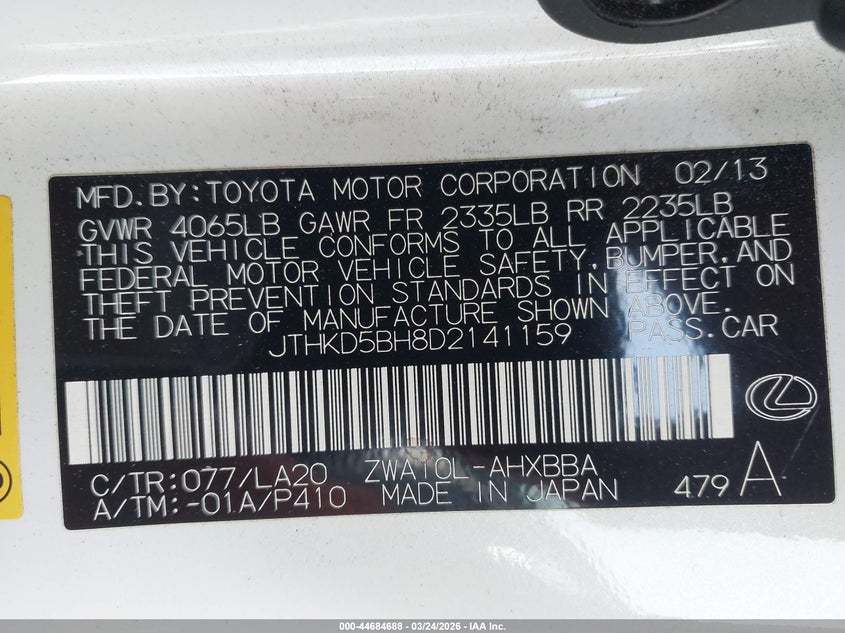 MFD.BY:TOYOTA MOTOR CORPORATION 02/13
GVWR 4065LB GAWR FR 2335LB RR 2235LB
THIS VEHICLE CONFORMS TO ALL APPLICABLE
FEDERAL MOTOR VEHICLE SAFETY,BUMPER,AND
THEFT PREVENTION STANDARDS IN EFFECT ON
THE DATE OF MANUFACTURE SHOWN ABOVE.
JTHKD5BH8D2141159 PASS.CAR
C/TR:077/LA20 ZWA10L-AHXBBA
A/TM:-01A/P410 MADE IN JAPAN 479 A
000-44684688 - 03/24/2026 - IAA Inc.